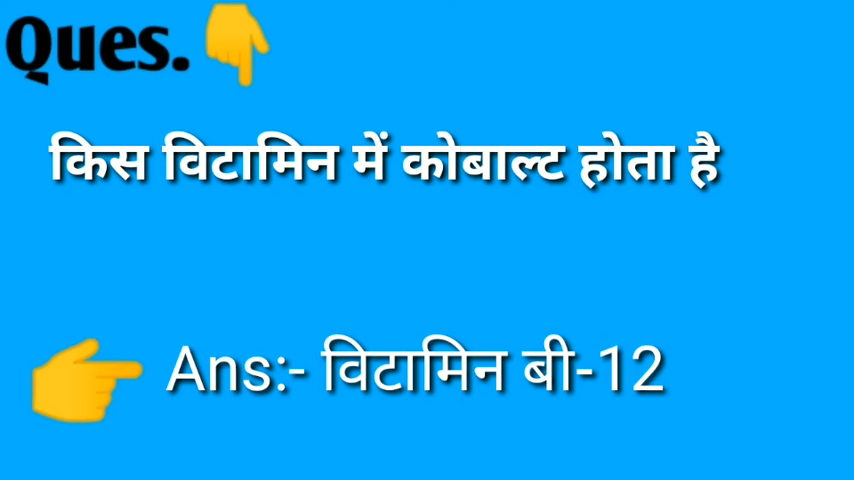 Ques.
किस विटामिन में कोबाल्ट होता है
Ans:- विटामिन बी-12